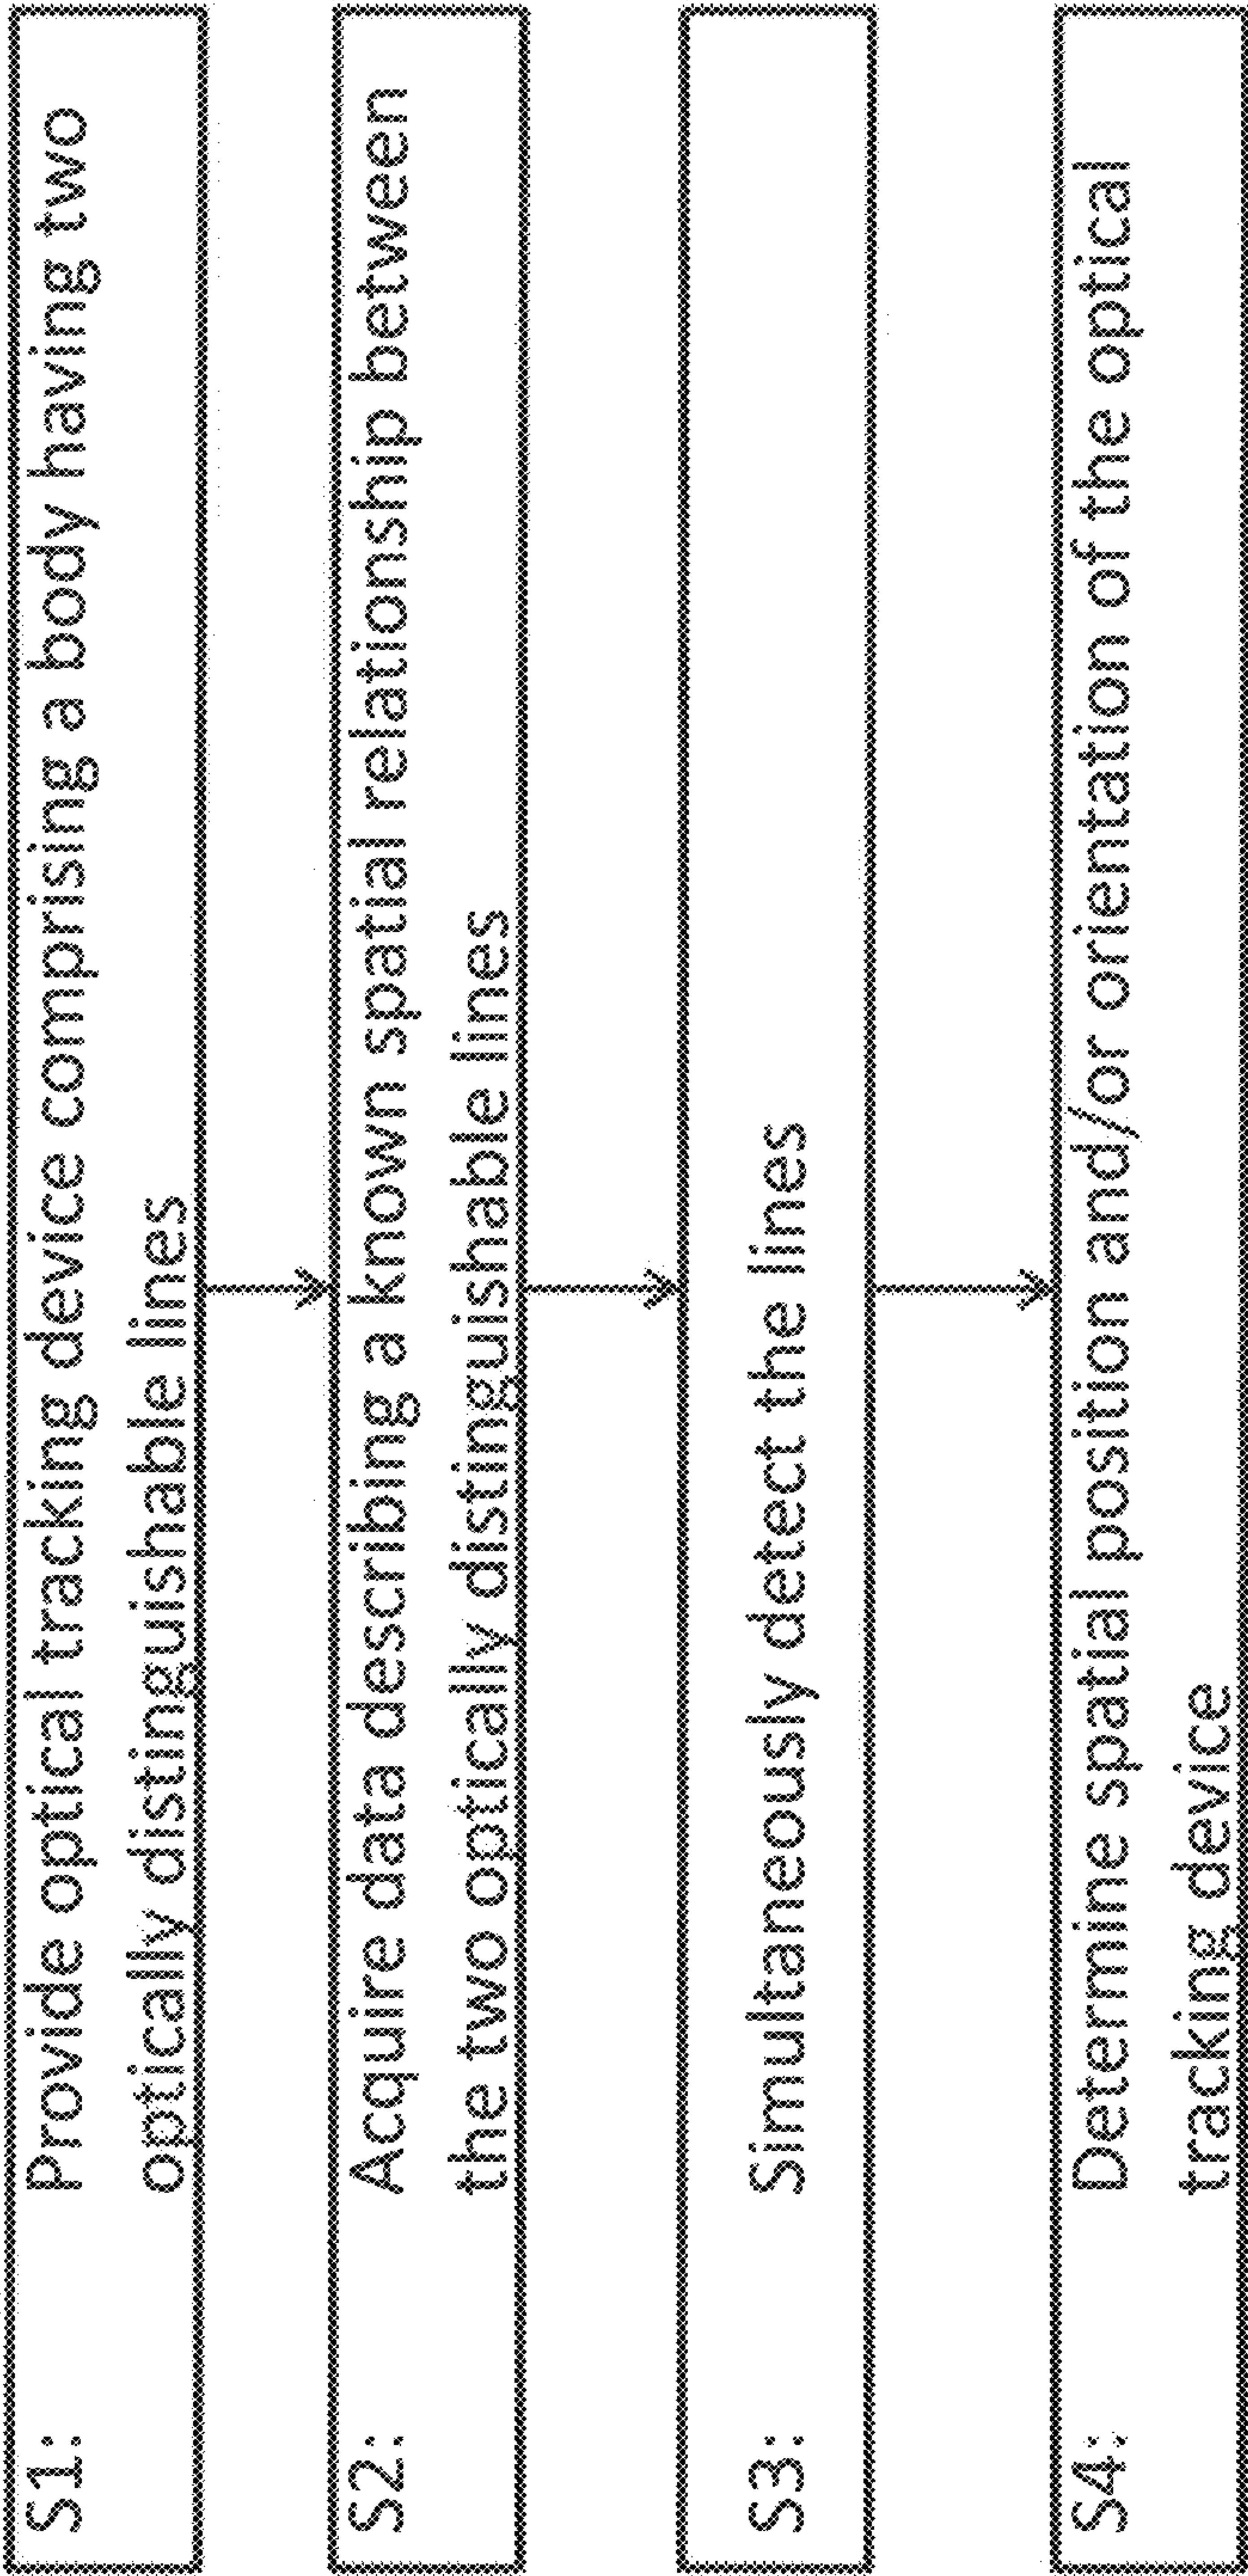 S1: Provide optical tracking device comprising a body having two
optically distinguishable lines
S2: Acquire data describing a known spatial relationship between
the two optically distinguishable lines
S3: Simultaneously detect the lines
S4: Determine spatial position and/or orientation of the optical
tracking device